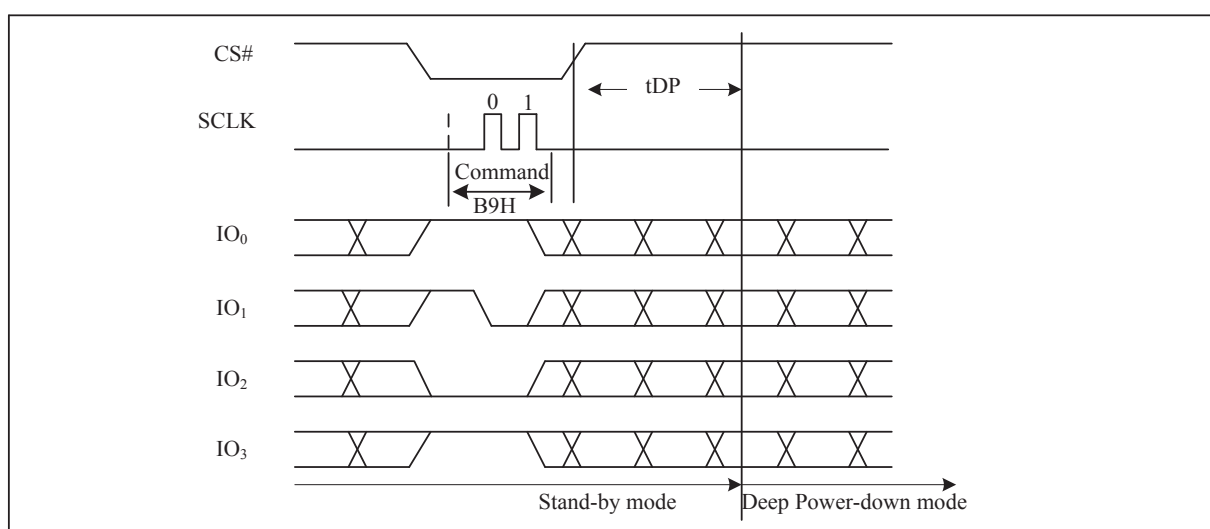 CS#
tDP
0 1
SCLK
Command
B9H
IO0
IO1
IO2
IO3
Stand-by mode Deep Power-down mode